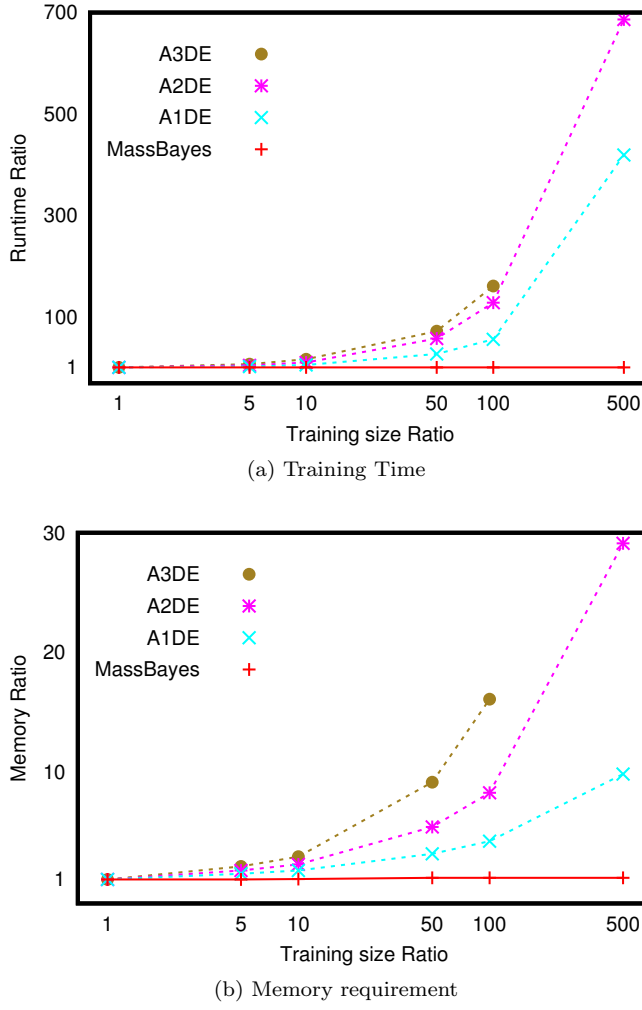 700
500
300
100
1
Runtime Ratio
A3DE
A2DE
A1DE
MassBayes
1 5 10 50 100 500
Training size Ratio
(a) Training Time
30
20
10
1
Memory Ratio
A3DE
A2DE
A1DE
MassBayes
1 5 10 50 100 500
Training size Ratio
(b) Memory requirement